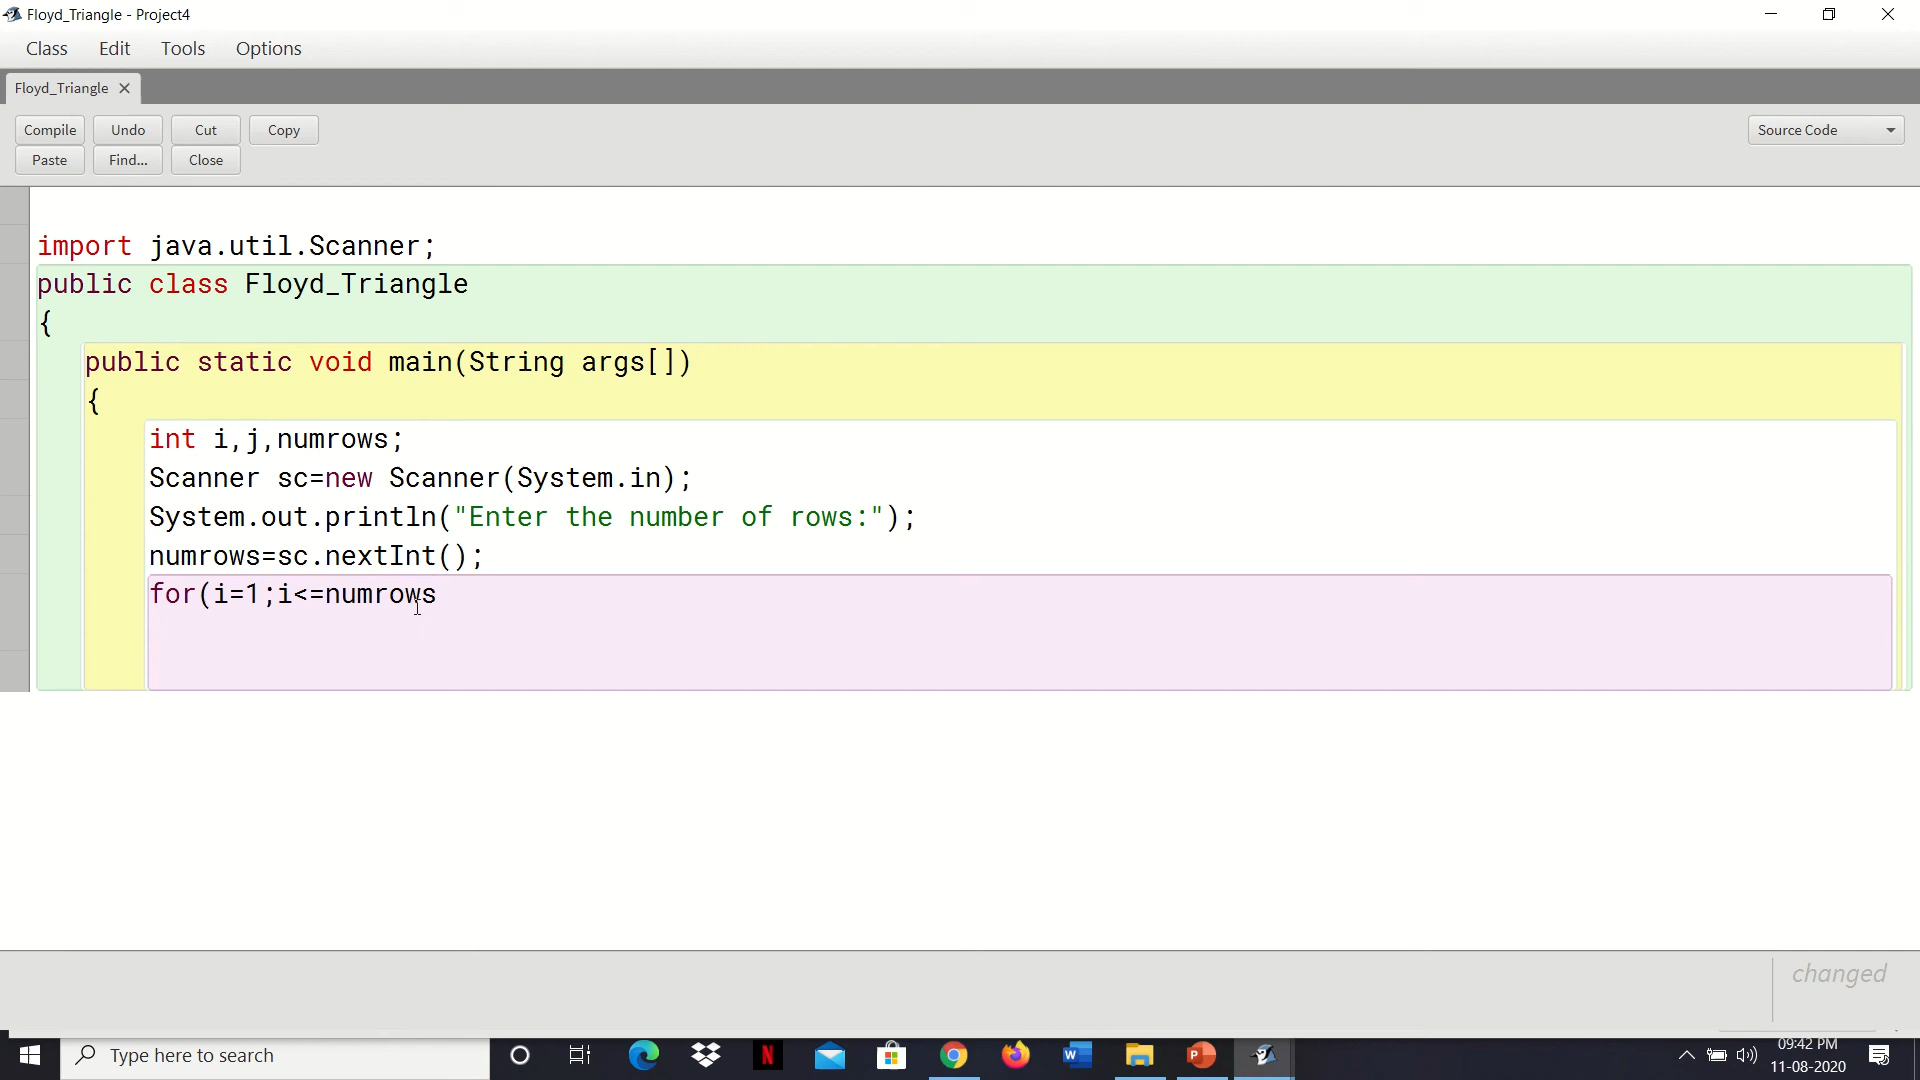 Floyd_Triangle - Project4
Class Edit Tools Options
Floyd_Triangle
Compile Undo Cut Copy
Source Code
Paste Find... Close
import java.util.Scanner;
public class Floyd_Triangle
{
public static void main(String args[])
{
int i,j,numrows;
Scanner sc=new Scanner(System.in);
System.out.println("Enter the number of rows:");
numrows=sc.nextInt();
for(i=1;i<=numrows
changed
Type here to search
09:42 PM
11-08-2020